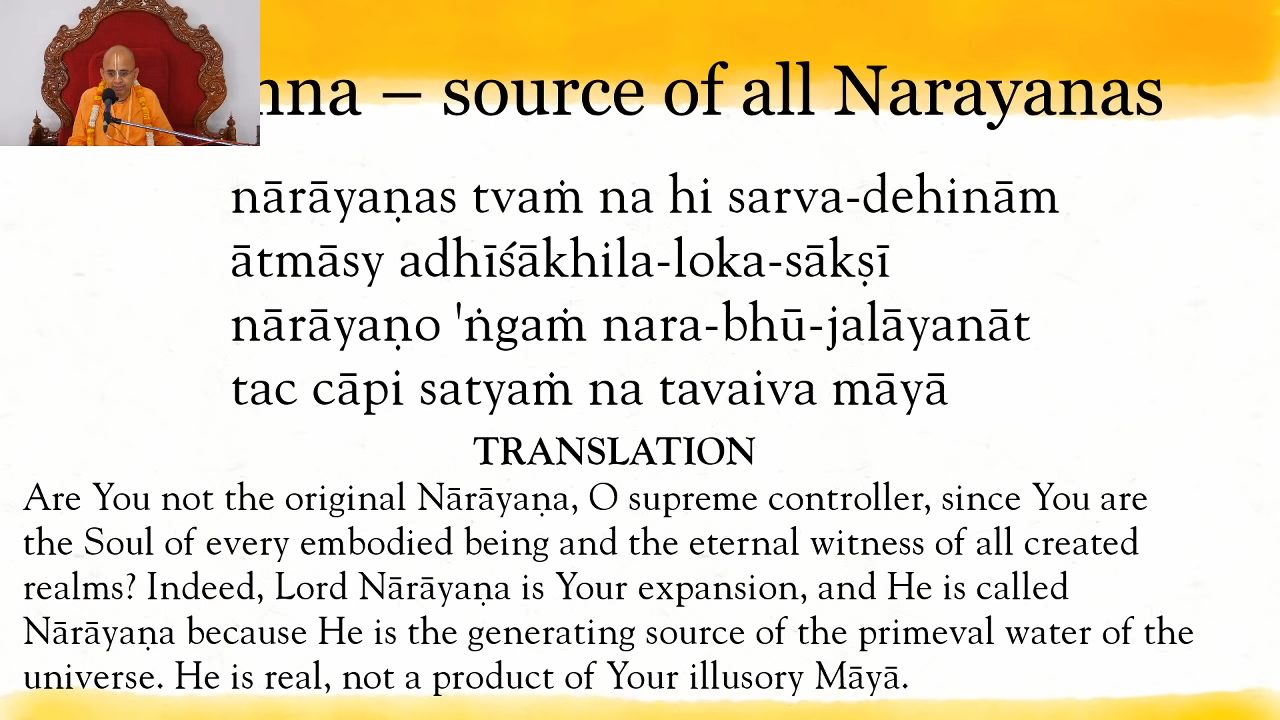 – source of all Narayanas
nārāyaṇas tvaṁ na hi sarva-dehinām
ātmāsy adhīśākhila-loka-sākṣī
nārāyaṇo 'ṅgaṁ nara-bhū-jalāyanāt
tac cāpi satyaṁ na tavaiva māyā
TRANSLATION
Are You not the original Nārāyaṇa, O supreme controller, since You are
the Soul of every embodied being and the eternal witness of all created
realms? Indeed, Lord Nārāyaṇa is Your expansion, and He is called
Nārāyaṇa because He is the generating source of the primeval water of the
universe. He is real, not a product of Your illusory Māyā.